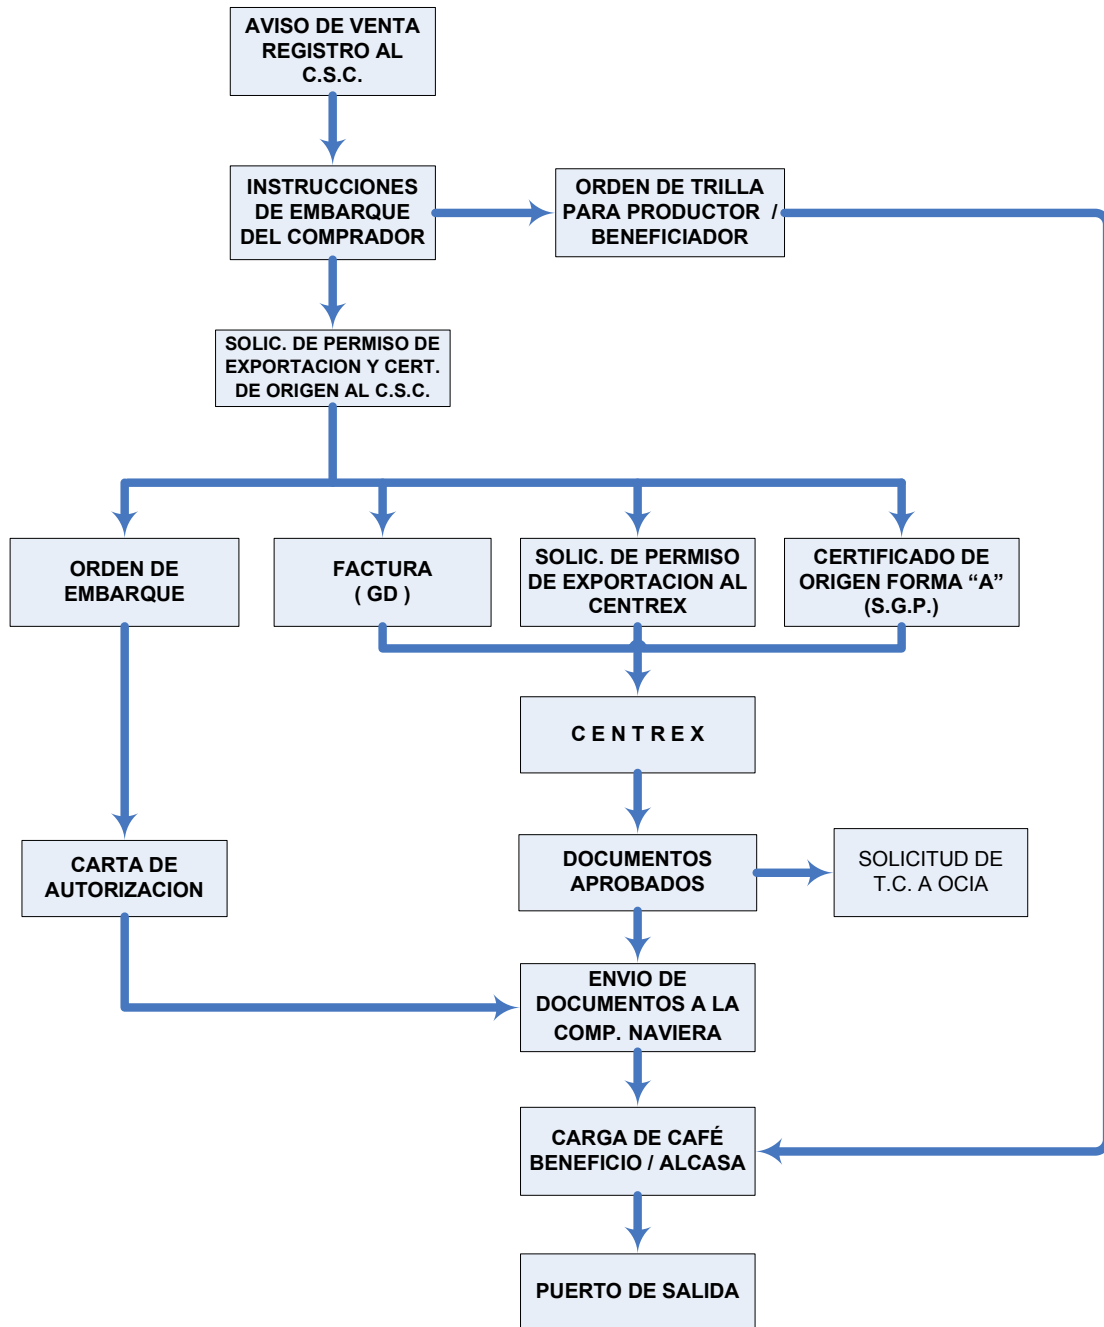 AVISO DE VENTA
REGISTRO AL
C.S.C.
INSTRUCCIONES
DE EMBARQUE
DEL COMPRADOR
ORDEN DE TRILLA
PARA PRODUCTOR /
BENEFICIADOR
SOLIC. DE PERMISO DE
EXPORTACION Y CERT.
DE ORIGEN AL C.S.C.
ORDEN DE
EMBARQUE
FACTURA
( GD )
SOLIC. DE PERMISO
DE EXPORTACION AL
CENTREX
CERTIFICADO DE
ORIGEN FORMA “A”
(S.G.P.)
C E N T R E X
CARTA DE
AUTORIZACION
DOCUMENTOS
APROBADOS
SOLICITUD DE
T.C. A OCIA
ENVIO DE
DOCUMENTOS A LA
COMP. NAVIERA
CARGA DE CAFÉ
BENEFICIO / ALCASA
PUERTO DE SALIDA